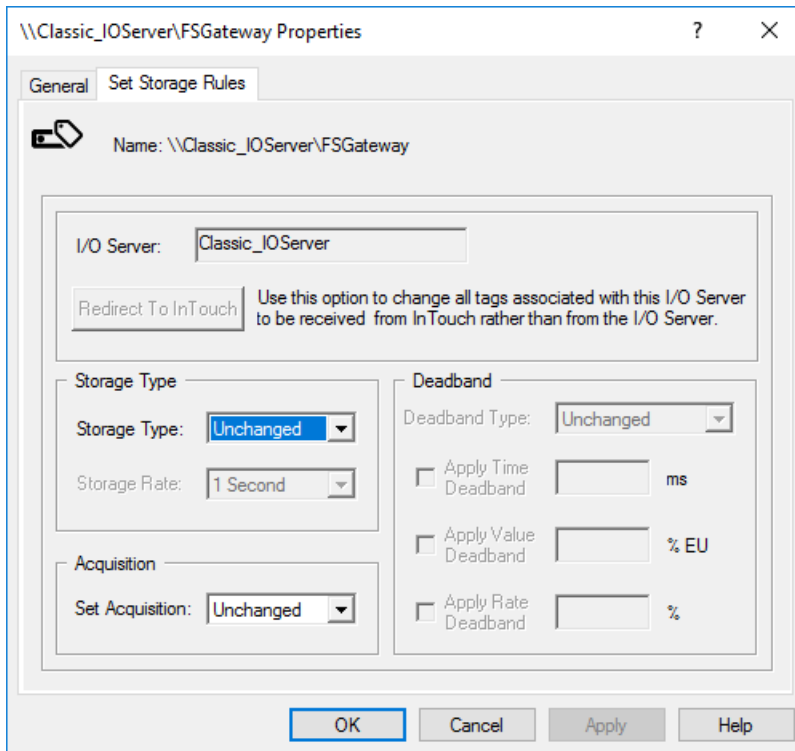 \\Classic_IOServer\FSGateway Properties
?
General
Set Storage Rules
Name: \\Classic_IOServer\FSGateway
I/O Server:
Classic_IOServer
Redirect To InTouch
Use this option to change all tags associated with this I/O Server
to be received from InTouch rather than from the I/O Server.
Storage Type
Storage Type:
Unchanged
Storage Rate:
1 Second
Acquisition
Set Acquisition:
Unchanged
Deadband
Deadband Type:
Unchanged
Apply Time
Deadband
ms
Apply Value
Deadband
% EU
Apply Rate
Deadband
%
OK
Cancel
Apply
Help